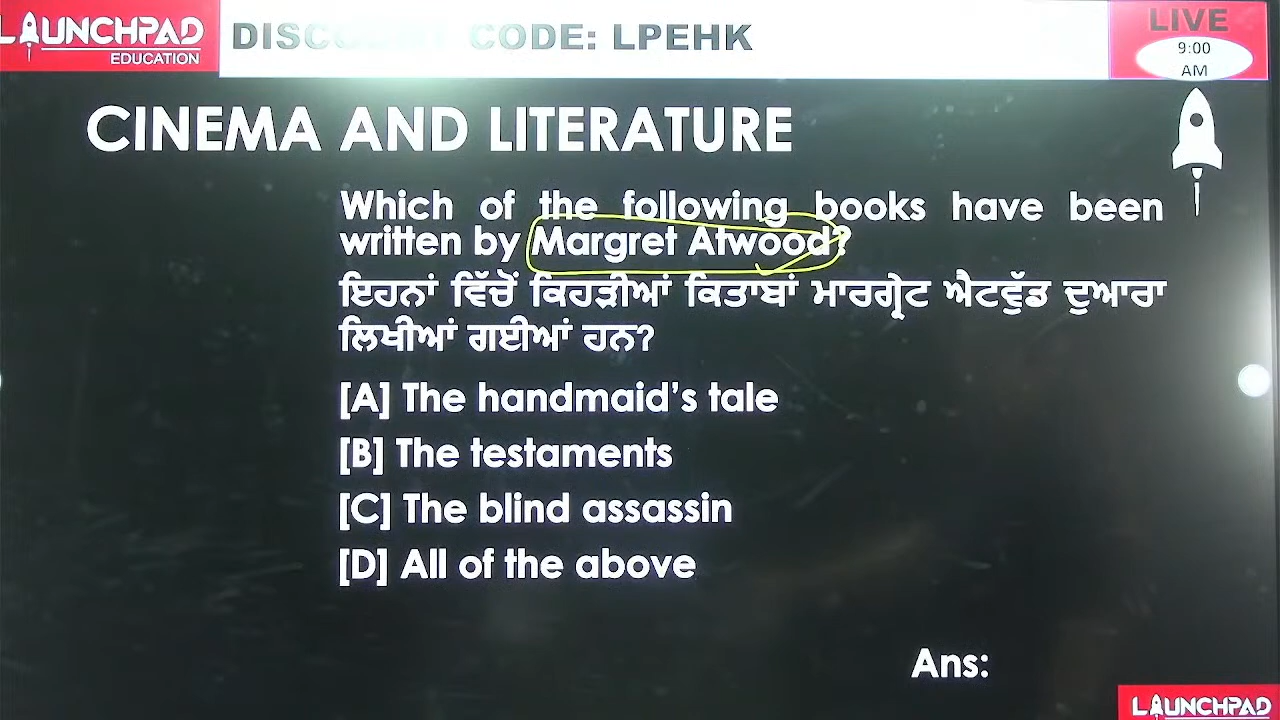 LAUNCHPAD
EDUCATION
DISCOUNT CODE: LPEHK
LIVE
9:00
AM
CINEMA AND LITERATURE
Which of the following books have been
written by Margret Atwood?
ਇਹਨਾਂ ਵਿੱਚੋਂ ਕਿਹੜੀਆਂ ਕਿਤਾਬਾਂ ਮਾਰਗ੍ਰੇਟ ਐਟਵੁੱਡ ਦੁਆਰਾ
ਲਿਖੀਆਂ ਗਈਆਂ ਹਨ?
[A] The handmaid's tale
[B] The testaments
[C] The blind assassin
[D] All of the above
Ans:
LAUNCHPAD